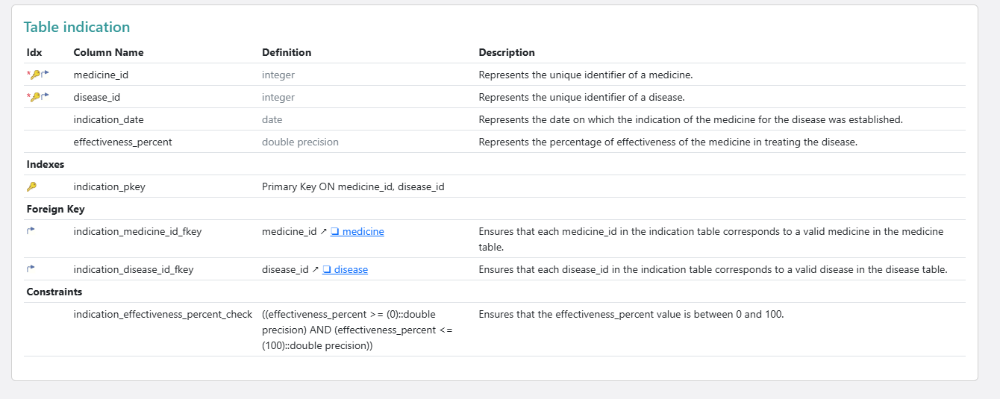 Table indication
Idx Column Name Definition Description
* medicine_id integer Represents the unique identifier of a medicine.
* disease_id integer Represents the unique identifier of a disease.
indication_date date Represents the date on which the indication of the medicine for the disease was established.
effectiveness_percent double precision Represents the percentage of effectiveness of the medicine in treating the disease.
Indexes
indication_pkey Primary Key ON medicine_id, disease_id
Foreign Key
indication_medicine_id_fkey medicine_id ↗ ❏ medicine Ensures that each medicine_id in the indication table corresponds to a valid medicine in the medicine
table.
indication_disease_id_fkey disease_id ↗ ❏ disease Ensures that each disease_id in the indication table corresponds to a valid disease in the disease table.
Constraints
indication_effectiveness_percent_check ((effectiveness_percent >= (0)::double Ensures that the effectiveness_percent value is between 0 and 100.
precision) AND (effectiveness_percent <=
(100)::double precision))